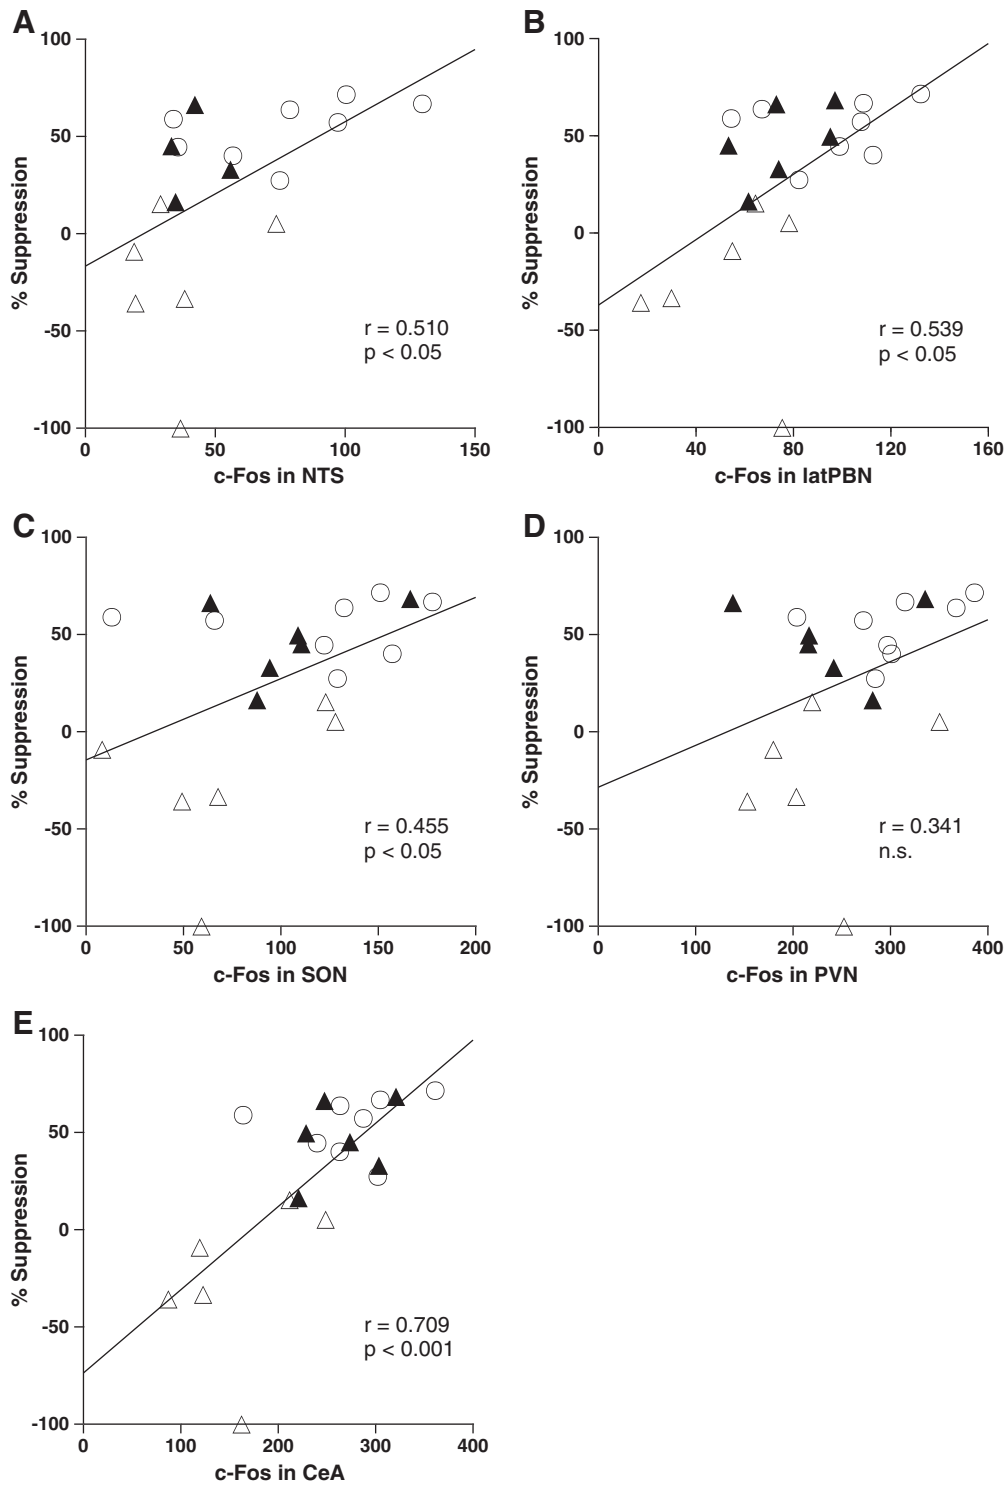 A
100
50
0
-50
-100
% Suppression
r = 0.510
p < 0.05
0 50 100 150
c-Fos in NTS
B
100
50
0
-50
-100
% Suppression
r = 0.539
p < 0.05
0 40 80 120 160
c-Fos in latPBN
C
100
50
0
-50
-100
% Suppression
r = 0.455
p < 0.05
0 50 100 150 200
c-Fos in SON
D
100
50
0
-50
-100
% Suppression
r = 0.341
n.s.
0 100 200 300 400
c-Fos in PVN
E
100
50
0
-50
-100
% Suppression
r = 0.709
p < 0.001
0 100 200 300 400
c-Fos in CeA